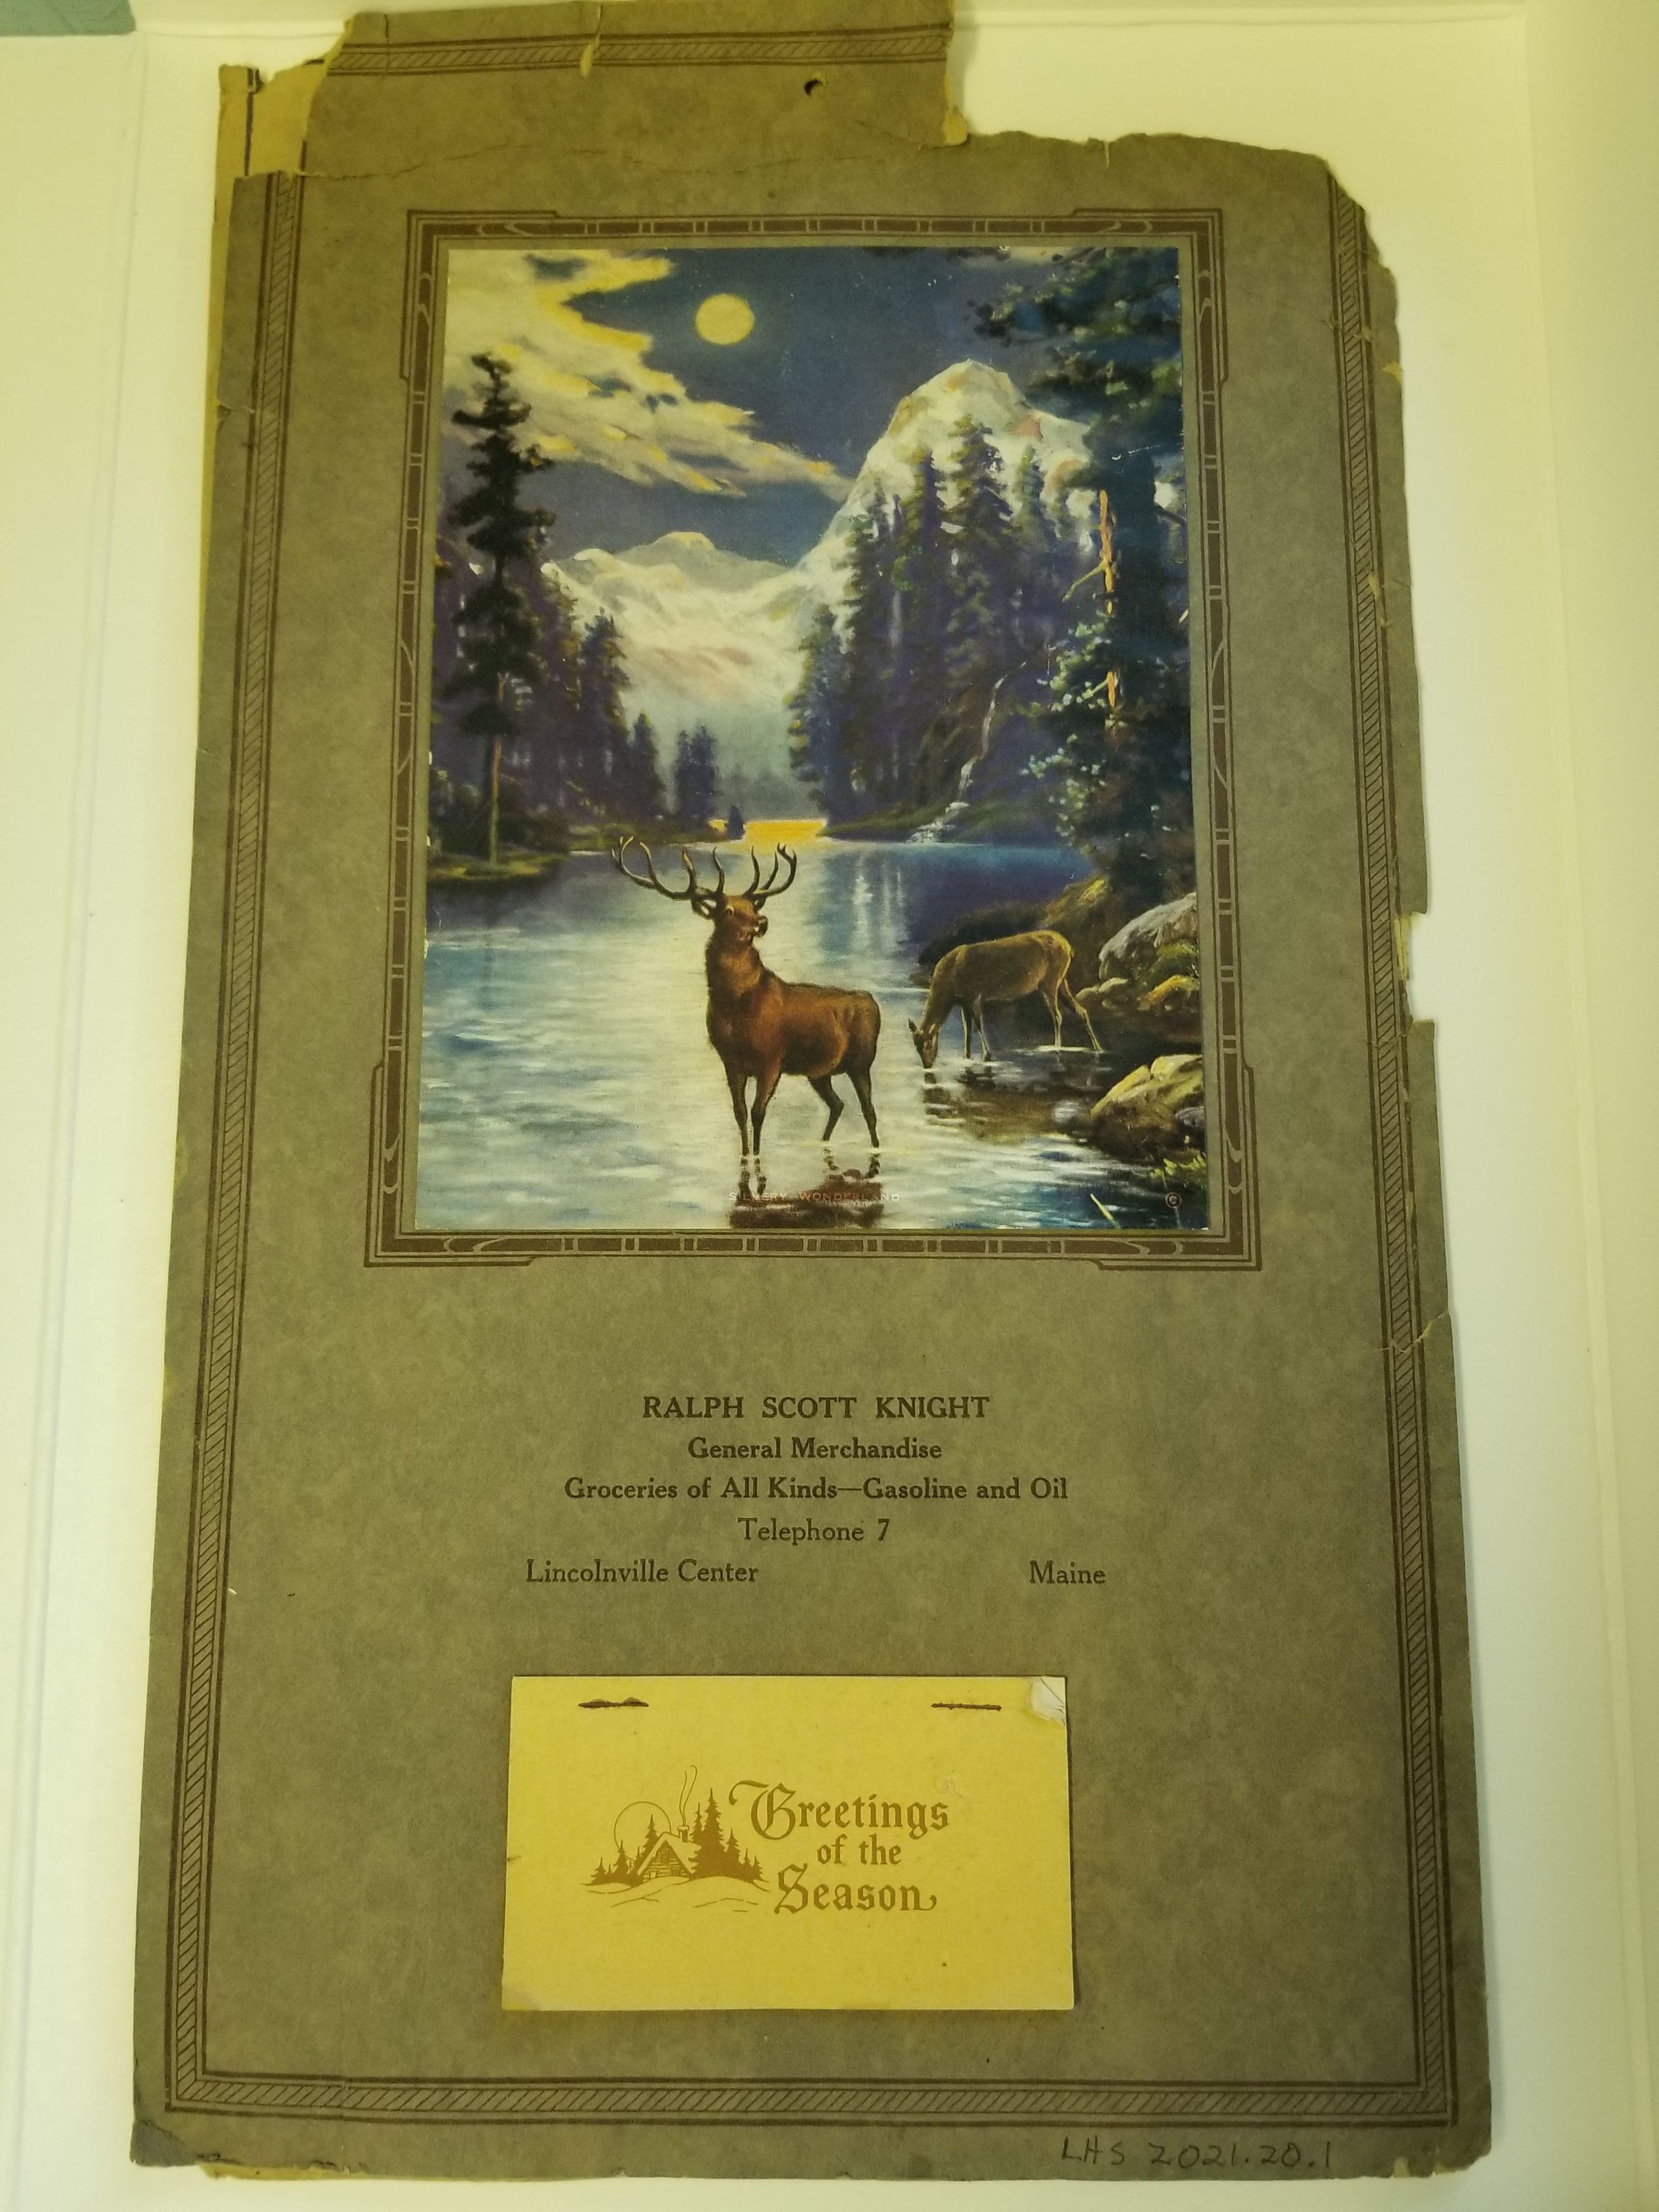 SILVERY WONDERLAND
©
RALPH SCOTT KNIGHT
General Merchandise
Groceries of All Kinds—Gasoline and Oil
Telephone 7
Lincolnville Center Maine
Greetings
of the
Season
LHS 2021.20.1